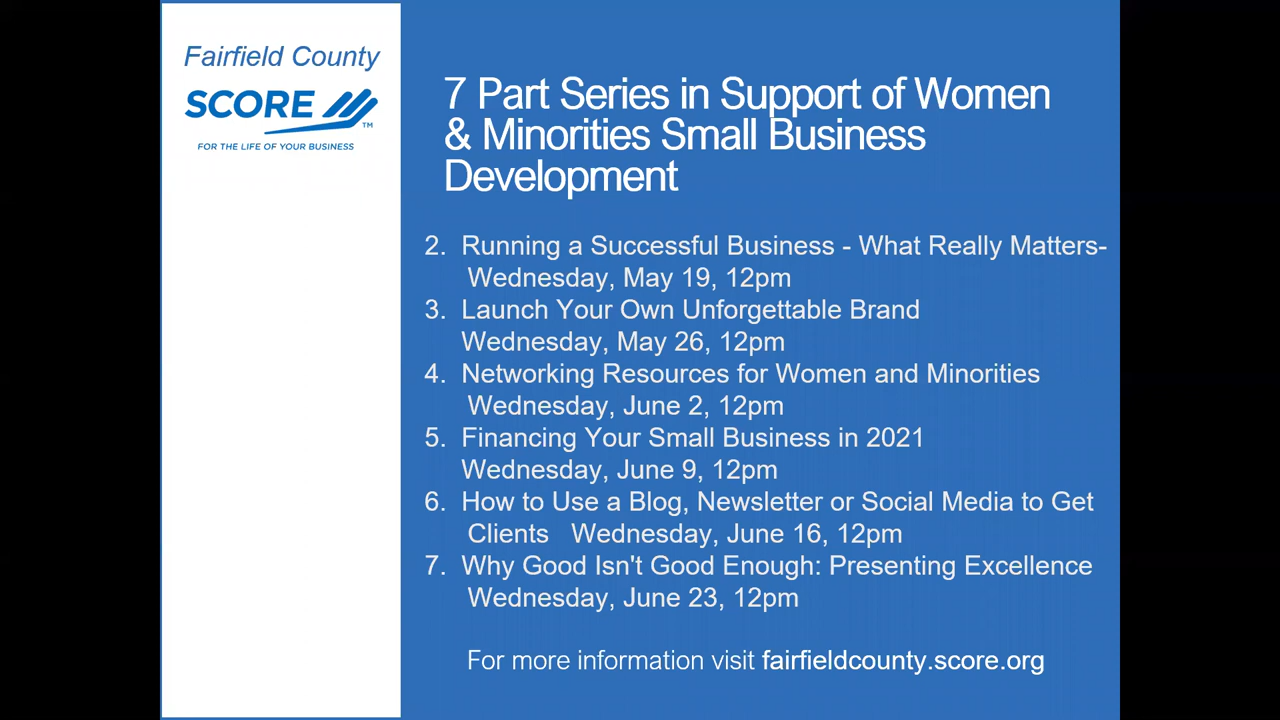 Fairfield County
SCORE
TM
FOR THE LIFE OF YOUR BUSINESS
7 Part Series in Support of Women
& Minorities Small Business
Development
2. Running a Successful Business - What Really Matters-
Wednesday, May 19, 12pm
3. Launch Your Own Unforgettable Brand
Wednesday, May 26, 12pm
4. Networking Resources for Women and Minorities
Wednesday, June 2, 12pm
5. Financing Your Small Business in 2021
Wednesday, June 9, 12pm
6. How to Use a Blog, Newsletter or Social Media to Get
Clients Wednesday, June 16, 12pm
7. Why Good Isn't Good Enough: Presenting Excellence
Wednesday, June 23, 12pm
For more information visit fairfieldcounty.score.org